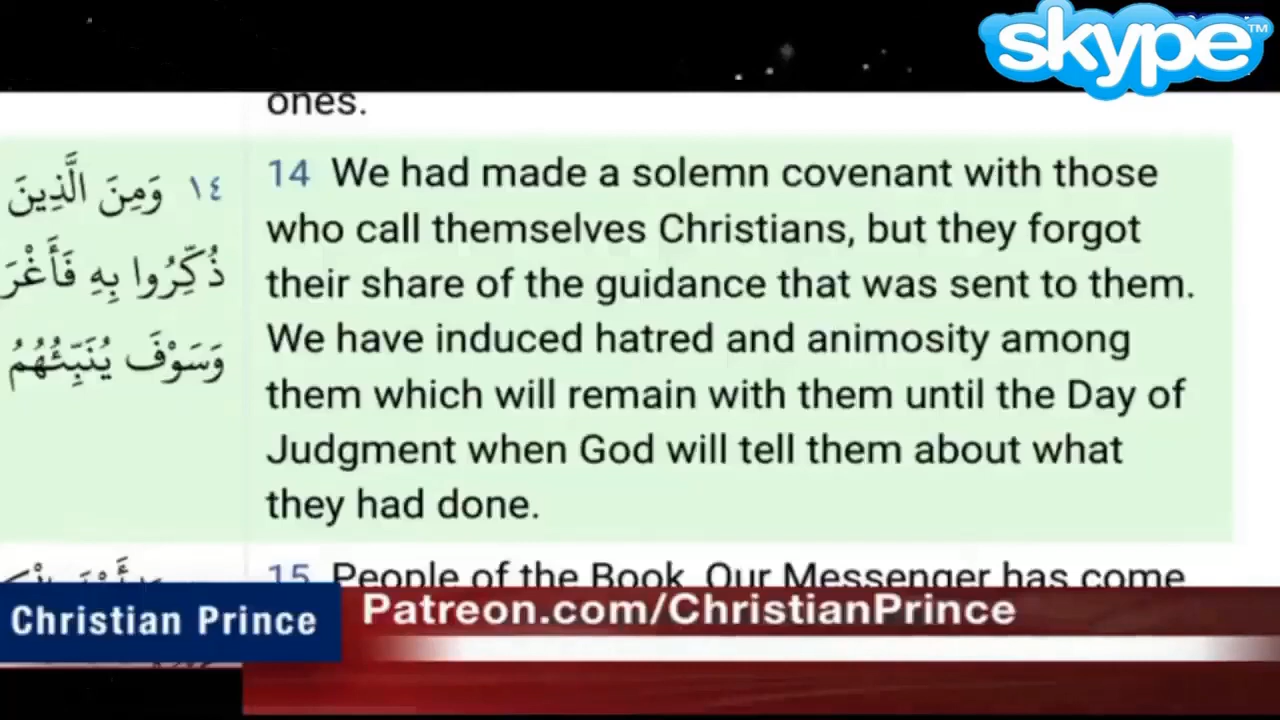 skype™
ones.
١٤ وَمِنَ الَّذِينَ
ذُكِّرُوا بِهِ فَأَغْرَ
وَسَوْفَ يُنَبِّئُهُمُ
14 We had made a solemn covenant with those
who call themselves Christians, but they forgot
their share of the guidance that was sent to them.
We have induced hatred and animosity among
them which will remain with them until the Day of
Judgment when God will tell them about what
they had done.
15 People of the Book, Our Messenger has come
Christian Prince
Patreon.com/ChristianPrince